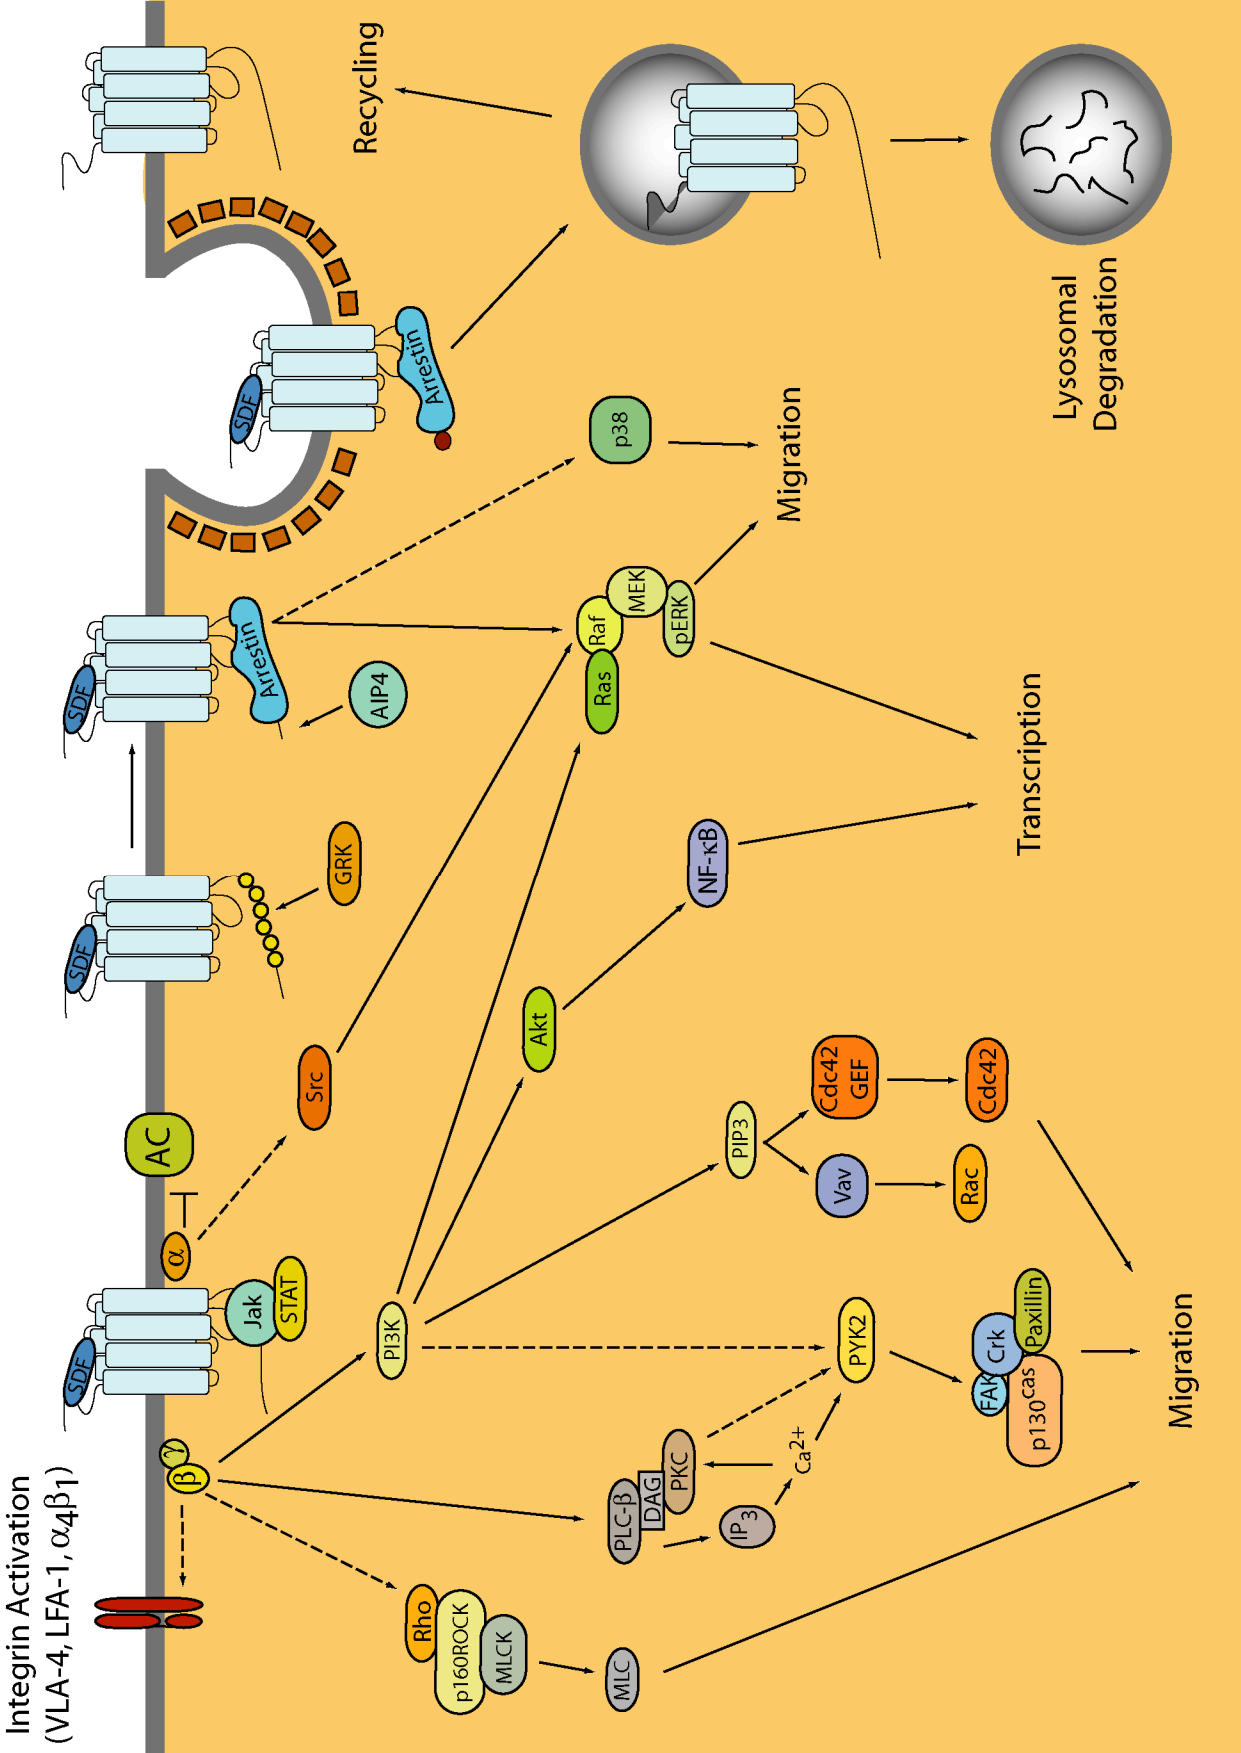 Integrin Activation
(VLA-4, LFA-1, α4β1)
SDF
SDF
SDF
SDF
β
γ
α
AC
Jak
STAT
Src
GRK
Arrestin
AIP4
Arrestin
Recycling
PI3K
Akt
Ras
Raf
MEK
pERK
p38
Migration
NF-κB
Rho
p160ROCK
MLCK
MLC
PLC-β
DAG
PKC
IP3
Ca2+
PYK2
PIP3
Vav
Cdc42
GEF
Rac
Cdc42
FAK
Crk
Paxillin
p130cas
Transcription
Migration
Lysosomal
Degradation